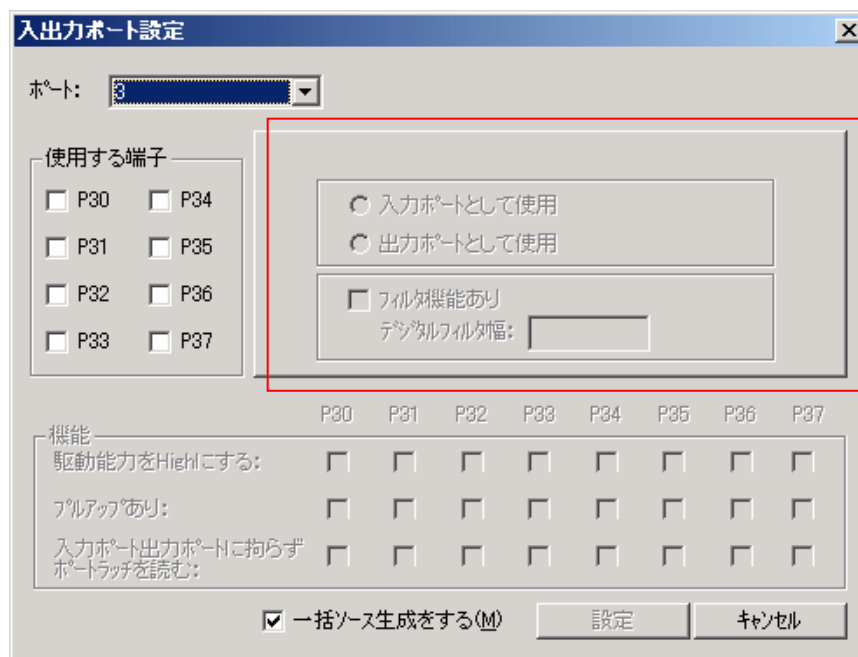 入出力ポート設定
ポート: 3
使用する端子
P30 P34
P31 P35
P32 P36
P33 P37
入力ポートとして使用
出力ポートとして使用
フィルタ機能あり
デジタルフィルタ幅:
P30 P31 P32 P33 P34 P35 P36 P37
機能
駆動能力をHighにする:
プルアップあり:
入力ポート出力ポートに拘らず
ポートラッチを読む:
一括ソース生成をする(M) 設定 キャンセル